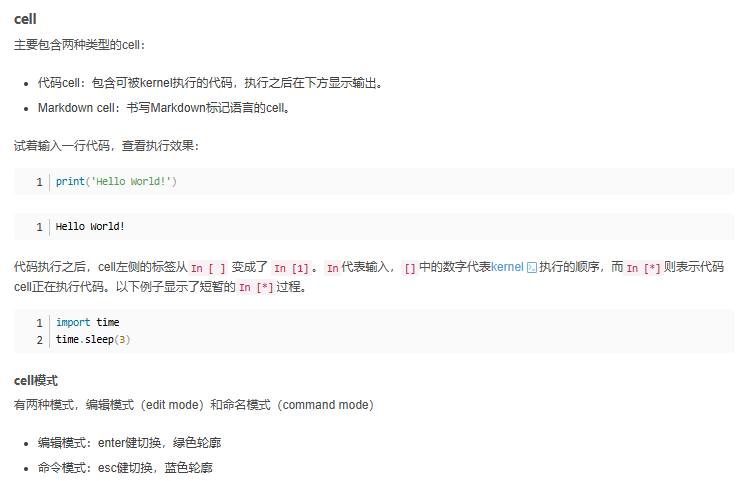 cell
主要包含两种类型的cell：
代码cell：包含可被kernel执行的代码，执行之后在下方显示输出。
Markdown cell：书写Markdown标记语言的cell。
试着输入一行代码，查看执行效果：
1 print('Hello World!')
1 Hello World!
代码执行之后，cell左侧的标签从 In [ ] 变成了 In [1] 。 In 代表输入， [] 中的数字代表kernel 执行的顺序，而 In [*] 则表示代码
cell正在执行代码。以下例子显示了短暂的 In [*] 过程。
1 import time
2 time.sleep(3)
cell模式
有两种模式，编辑模式（edit mode）和命名模式（command mode）
编辑模式：enter健切换，绿色轮廓
命令模式：esc健切换，蓝色轮廓